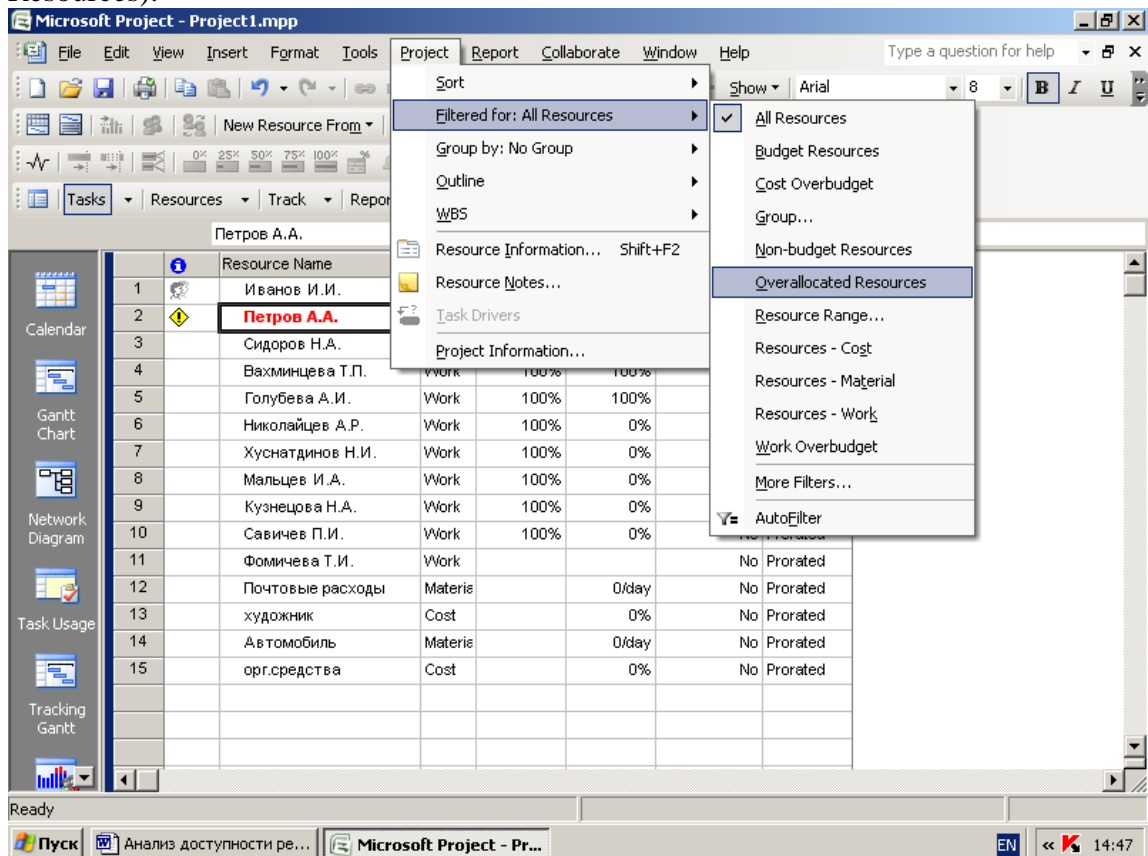 Resources).
Microsoft Project - Project1.mpp
File Edit View Insert Format Tools Project Report Collaborate Window Help Type a question for help
Show Arial 8 B I U
New Resource From
0% 25% 50% 75% 100%
Tasks Resources Track Repor
Петров А.А.
Sort
Filtered for: All Resources
Group by: No Group
Outline
WBS
Resource Information... Shift+F2
Resource Notes...
Task Drivers
Project Information...
All Resources
Budget Resources
Cost Overbudget
Group...
Non-budget Resources
Overallocated Resources
Resource Range...
Resources - Cost
Resources - Material
Resources - Work
Work Overbudget
More Filters...
AutoFilter
Calendar
Gantt Chart
Network Diagram
Task Usage
Tracking Gantt
Resource Name
1 Иванов И.И.
2 Петров А.А.
3 Сидоров Н.А.
4 Вахминцева Т.П. Work 100% 100%
5 Голубева А.И. Work 100% 100%
6 Николайцев А.Р. Work 100% 0%
7 Хуснатдинов Н.И. Work 100% 0%
8 Мальцев И.А. Work 100% 0%
9 Кузнецова Н.А. Work 100% 0%
10 Савичев П.И. Work 100% 0% No Prorated
11 Фомичева Т.И. Work No Prorated
12 Почтовые расходы Materia 0/day No Prorated
13 художник Cost 0% No Prorated
14 Автомобиль Materia 0/day No Prorated
15 орг.средства Cost 0% No Prorated
Ready
Пуск Анализ доступности ре... Microsoft Project - Pr... EN « 14:47